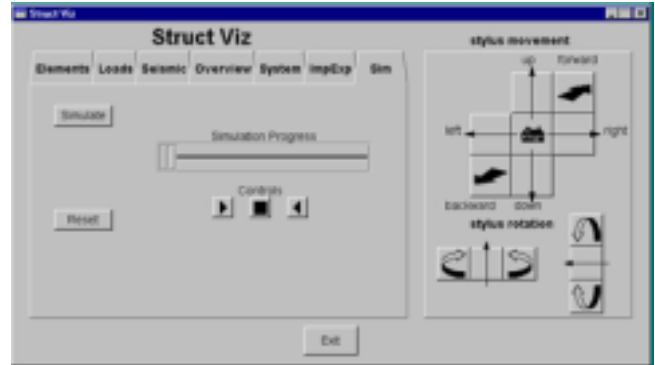 Struct Viz
Struct Viz
Elements Loads Seismic Overview System ImpExp Sim
Simulate
Simulation Progress
Controls
Reset
Exit
stylus movement
up forward
left right
backward down
stylus rotation